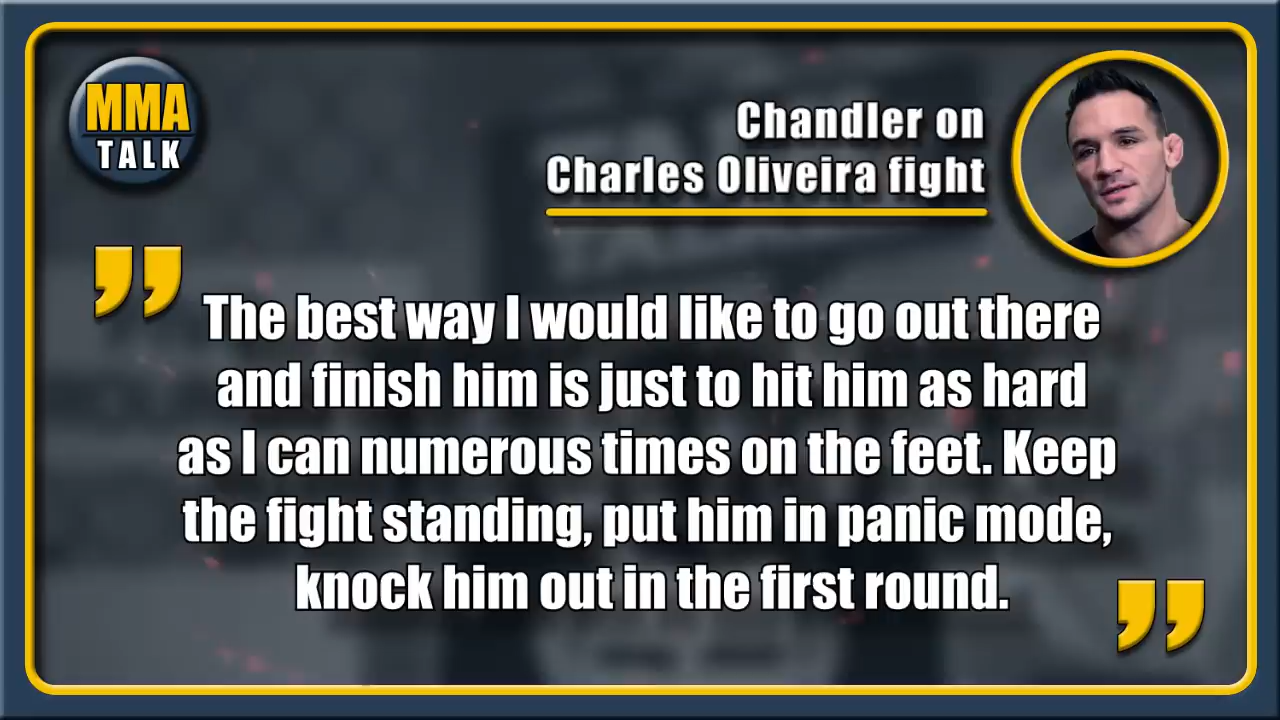 MMA
TALK
Chandler on
Charles Oliveira fight
The best way I would like to go out there
and finish him is just to hit him as hard
as I can numerous times on the feet. Keep
the fight standing, put him in panic mode,
knock him out in the first round.